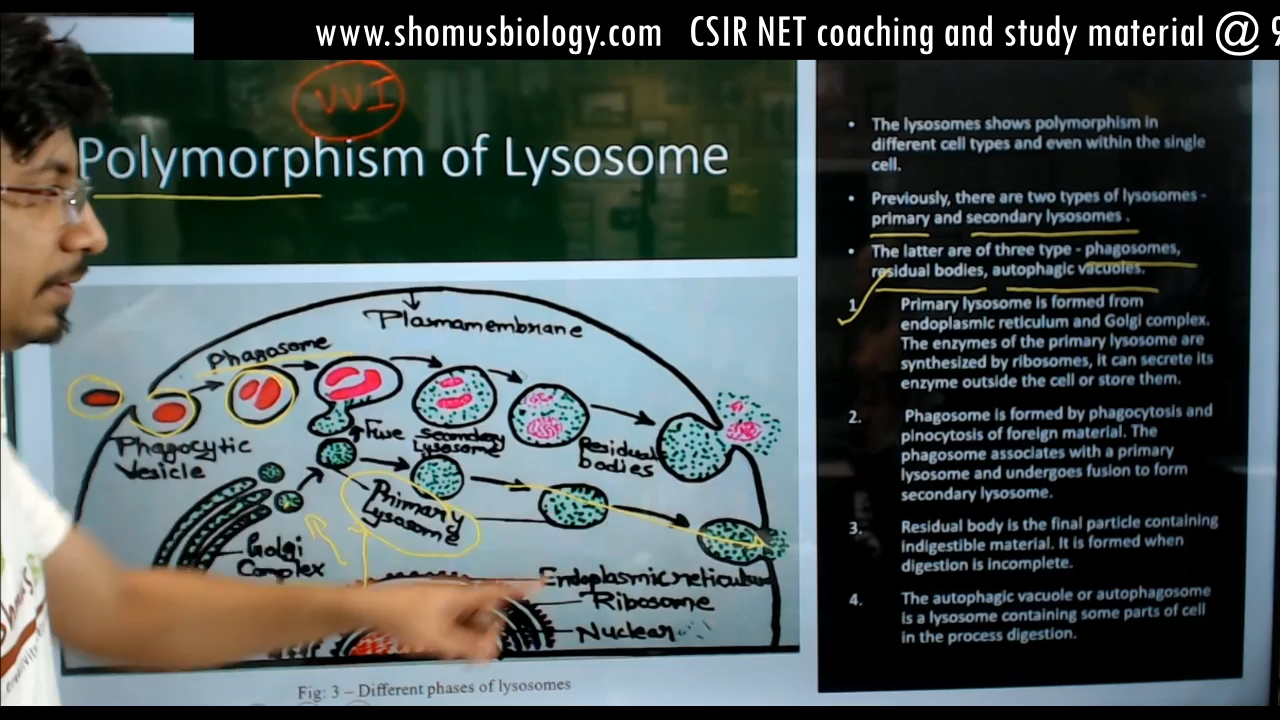 www.shomusbiology.com CSIR NET coaching and study material @ 9
VVI
Polymorphism of Lysosome
Plasmamembrane
Phagosome
Phagocytic
Vesicle
Fuse
Secondary
Lysosome
Residual
bodies
Primary
Lysosome
Golgi
Complex
Endoplasmic reticulum
Ribosome
Nuclear
Fig: 3 – Different phases of lysosomes
• The lysosomes shows polymorphism in
different cell types and even within the single
cell.
• Previously, there are two types of lysosomes -
primary and secondary lysosomes .
• The latter are of three type - phagosomes,
residual bodies, autophagic vacuoles.
1 Primary lysosome is formed from
endoplasmic reticulum and Golgi complex.
The enzymes of the primary lysosome are
synthesized by ribosomes, it can secrete its
enzyme outside the cell or store them.
2. Phagosome is formed by phagocytosis and
pinocytosis of foreign material. The
phagosome associates with a primary
lysosome and undergoes fusion to form
secondary lysosome.
3. Residual body is the final particle containing
indigestible material. It is formed when
digestion is incomplete.
4. The autophagic vacuole or autophagosome
is a lysosome containing some parts of cell
in the process digestion.